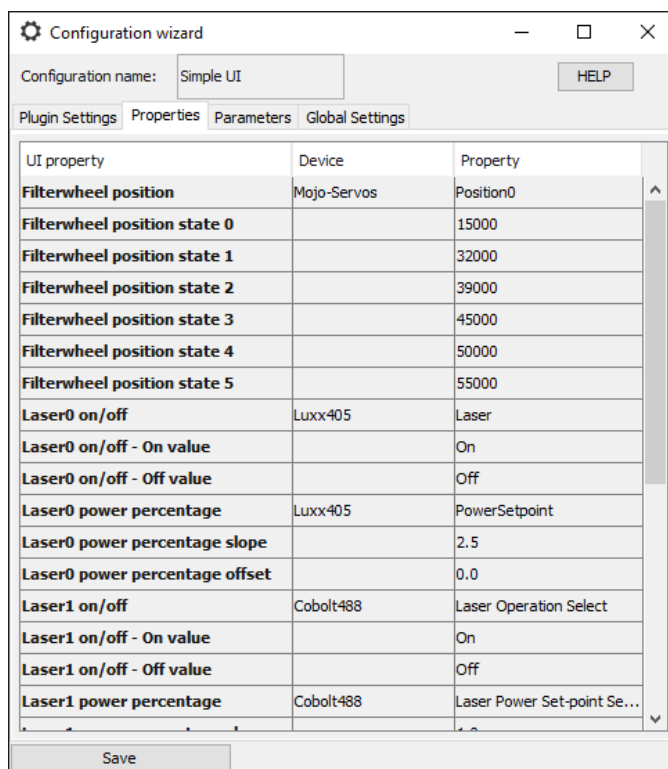 Configuration wizard
Configuration name: Simple UI HELP
Plugin Settings Properties Parameters Global Settings
UI property Device Property
Filterwheel position Mojo-Servos Position0
Filterwheel position state 0 15000
Filterwheel position state 1 32000
Filterwheel position state 2 39000
Filterwheel position state 3 45000
Filterwheel position state 4 50000
Filterwheel position state 5 55000
Laser0 on/off Luxx405 Laser
Laser0 on/off - On value On
Laser0 on/off - Off value Off
Laser0 power percentage Luxx405 PowerSetpoint
Laser0 power percentage slope 2.5
Laser0 power percentage offset 0.0
Laser1 on/off Cobolt488 Laser Operation Select
Laser1 on/off - On value On
Laser1 on/off - Off value Off
Laser1 power percentage Cobolt488 Laser Power Set-point Se...
Save